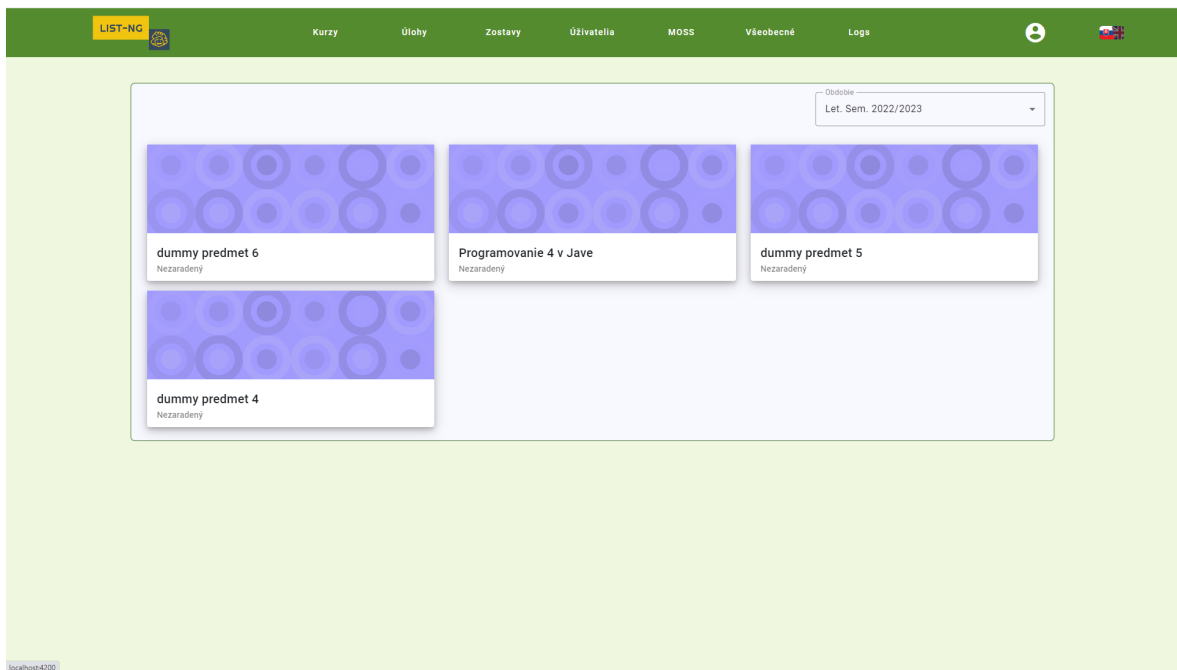 LIST-NG
Kurzy Úlohy Zostavy Úžívatelia MOSS Všeobecné Logs
Obdobie
Let. Sem. 2022/2023
dummy predmet 6
Nezaradený
Programovanie 4 v Jave
Nezaradený
dummy predmet 5
Nezaradený
dummy predmet 4
Nezaradený
localhost:4200